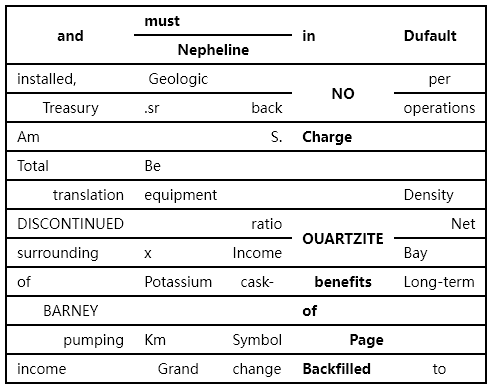 and must in Dufault
Nepheline
installed, Geologic NO per
Treasury .sr back operations
Am S. Charge
Total Be
translation equipment Density
DISCONTINUED ratio OUARTZITE Net
surrounding x Income Bay
of Potassium cask- benefits Long-term
BARNEY of
pumping Km Symbol Page
income Grand change Backfilled to